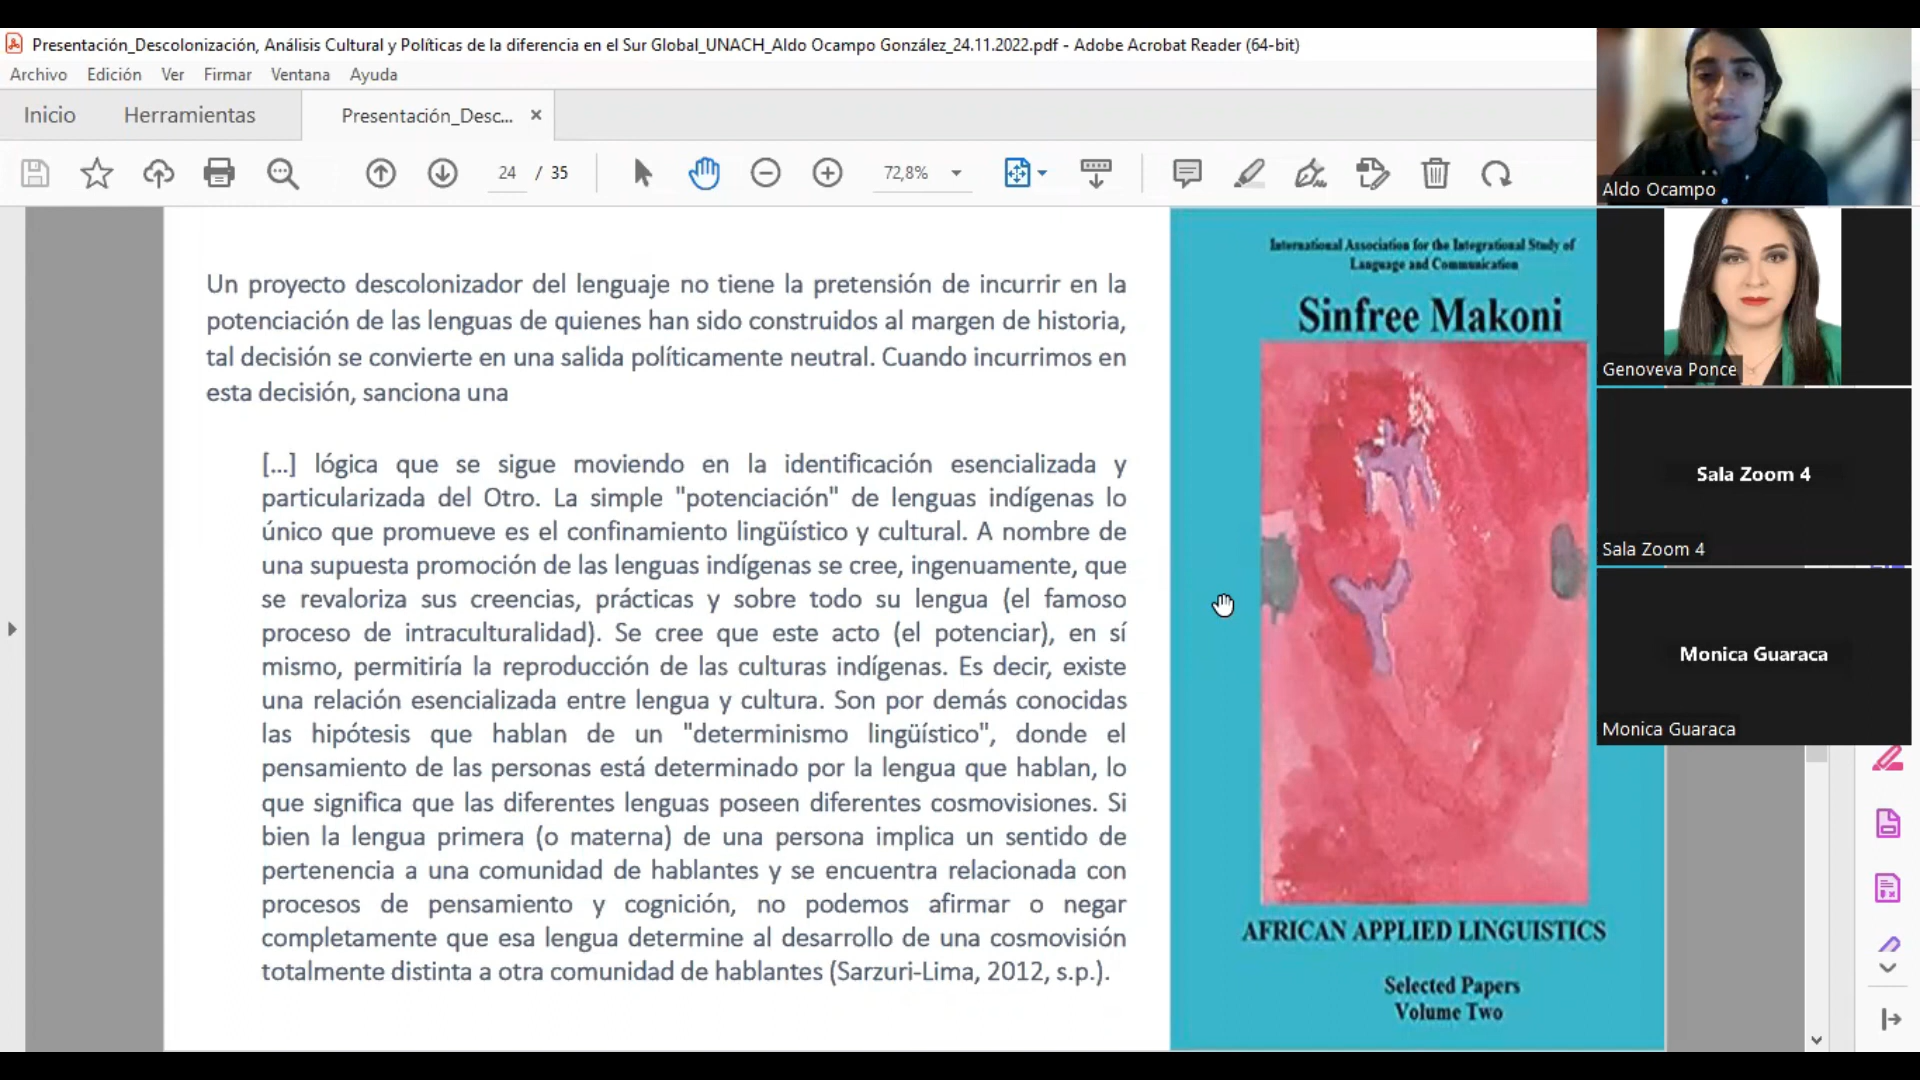 Presentación_Descolonización, Análisis Cultural y Políticas de la diferencia en el Sur Global_UNACH_Aldo Ocampo González_24.11.2022.pdf - Adobe Acrobat Reader (64-bit)
Archivo Edición Ver Firmar Ventana Ayuda
Inicio Herramientas Presentación_Desc... ×
24 / 35 72,8%
Un proyecto descolonizador del lenguaje no tiene la pretensión de incurrir en la
potenciación de las lenguas de quienes han sido construidos al margen de historia,
tal decisión se convierte en una salida políticamente neutral. Cuando incurrimos en
esta decisión, sanciona una
[...] lógica que se sigue moviendo en la identificación esencializada y
particularizada del Otro. La simple "potenciación" de lenguas indígenas lo
único que promueve es el confinamiento lingüístico y cultural. A nombre de
una supuesta promoción de las lenguas indígenas se cree, ingenuamente, que
se revaloriza sus creencias, prácticas y sobre todo su lengua (el famoso
proceso de intraculturalidad). Se cree que este acto (el potenciar), en sí
mismo, permitiría la reproducción de las culturas indígenas. Es decir, existe
una relación esencializada entre lengua y cultura. Son por demás conocidas
las hipótesis que hablan de un "determinismo lingüístico", donde el
pensamiento de las personas está determinado por la lengua que hablan, lo
que significa que las diferentes lenguas poseen diferentes cosmovisiones. Si
bien la lengua primera (o materna) de una persona implica un sentido de
pertenencia a una comunidad de hablantes y se encuentra relacionada con
procesos de pensamiento y cognición, no podemos afirmar o negar
completamente que esa lengua determine al desarrollo de una cosmovisión
totalmente distinta a otra comunidad de hablantes (Sarzuri-Lima, 2012, s.p.).
International Association for the Integrational Study of
Language and Communication
Sinfree Makoni
AFRICAN APPLIED LINGUISTICS
Selected Papers
Volume Two
Aldo Ocampo
Genoveva Ponce
Sala Zoom 4
Sala Zoom 4
Monica Guaraca
Monica Guaraca